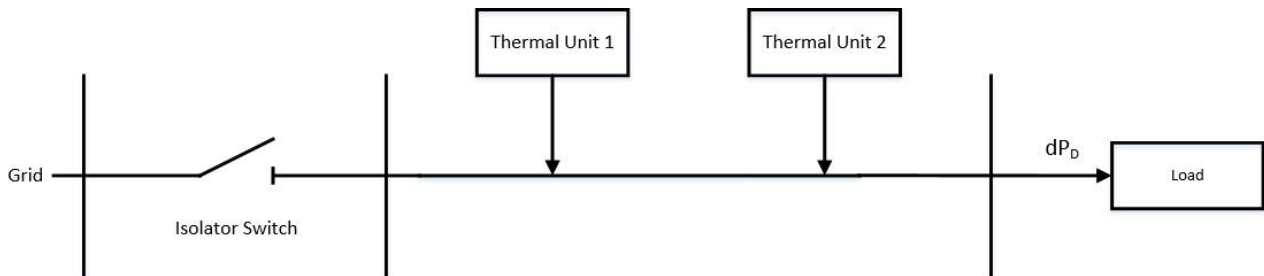 Thermal Unit 1
Thermal Unit 2
Grid
Isolator Switch
dP_D
Load